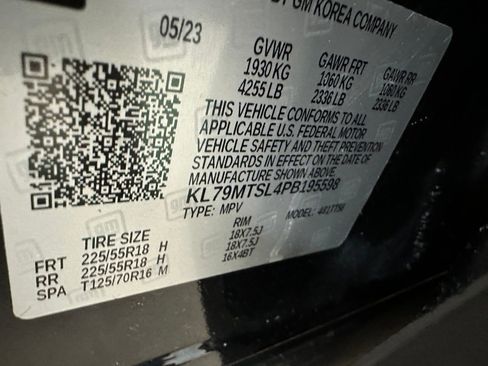 BY GM KOREA COMPANY
05/23
GVWR GAWR FRT GAWR RR
1930 KG 1060 KG 1060 KG
4255 LB 2336 LB 2336 LB
THIS VEHICLE CONFORMS TO ALL
APPLICABLE U.S. FEDERAL MOTOR
VEHICLE SAFETY AND THEFT PREVENTION
STANDARDS IN EFFECT ON THE DATE OF
MANUFACTURE SHOWN ABOVE.
KL79MTSL4PB195598
TYPE: MPV MODEL:
TIRE SIZE RIM
FRT 225/55R18 H 18X7.5J
RR 225/55R18 H 18X7.5J
SPA T125/70R16 M 16X4BT